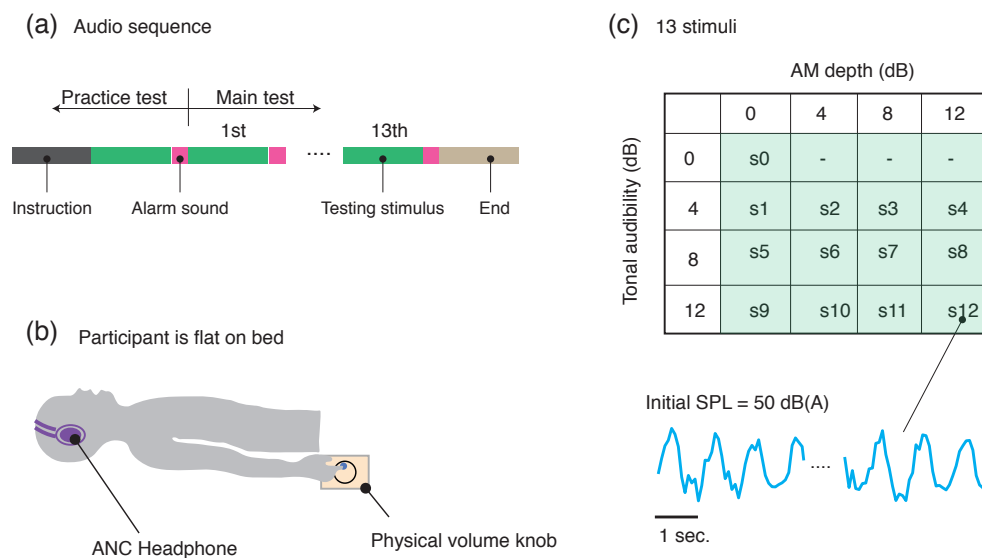 (a) Audio sequence
Practice test Main test
1st 13th
....
Instruction Alarm sound Testing stimulus End
(b) Participant is flat on bed
ANC Headphone
Physical volume knob
(c) 13 stimuli
AM depth (dB)
Tonal audibility (dB)
0 4 8 12
0 s0 - - -
4 s1 s2 s3 s4
8 s5 s6 s7 s8
12 s9 s10 s11 s12
Initial SPL = 50 dB(A)
....
1 sec.